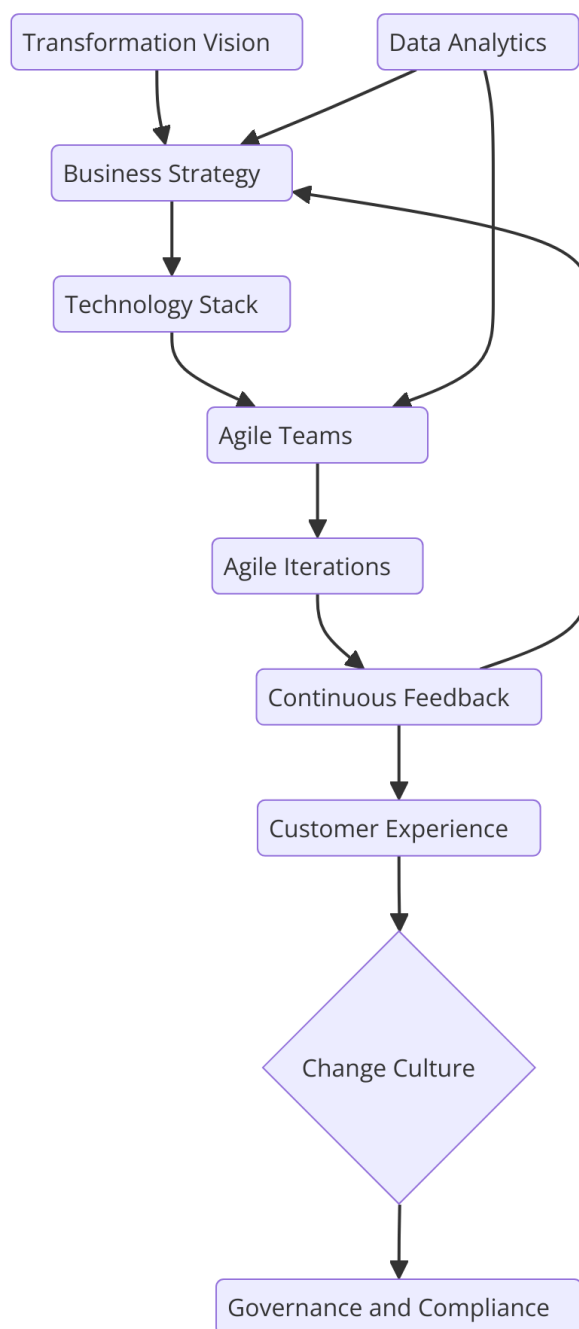 Transformation Vision
Data Analytics
Business Strategy
Technology Stack
Agile Teams
Agile Iterations
Continuous Feedback
Customer Experience
Change Culture
Governance and Compliance